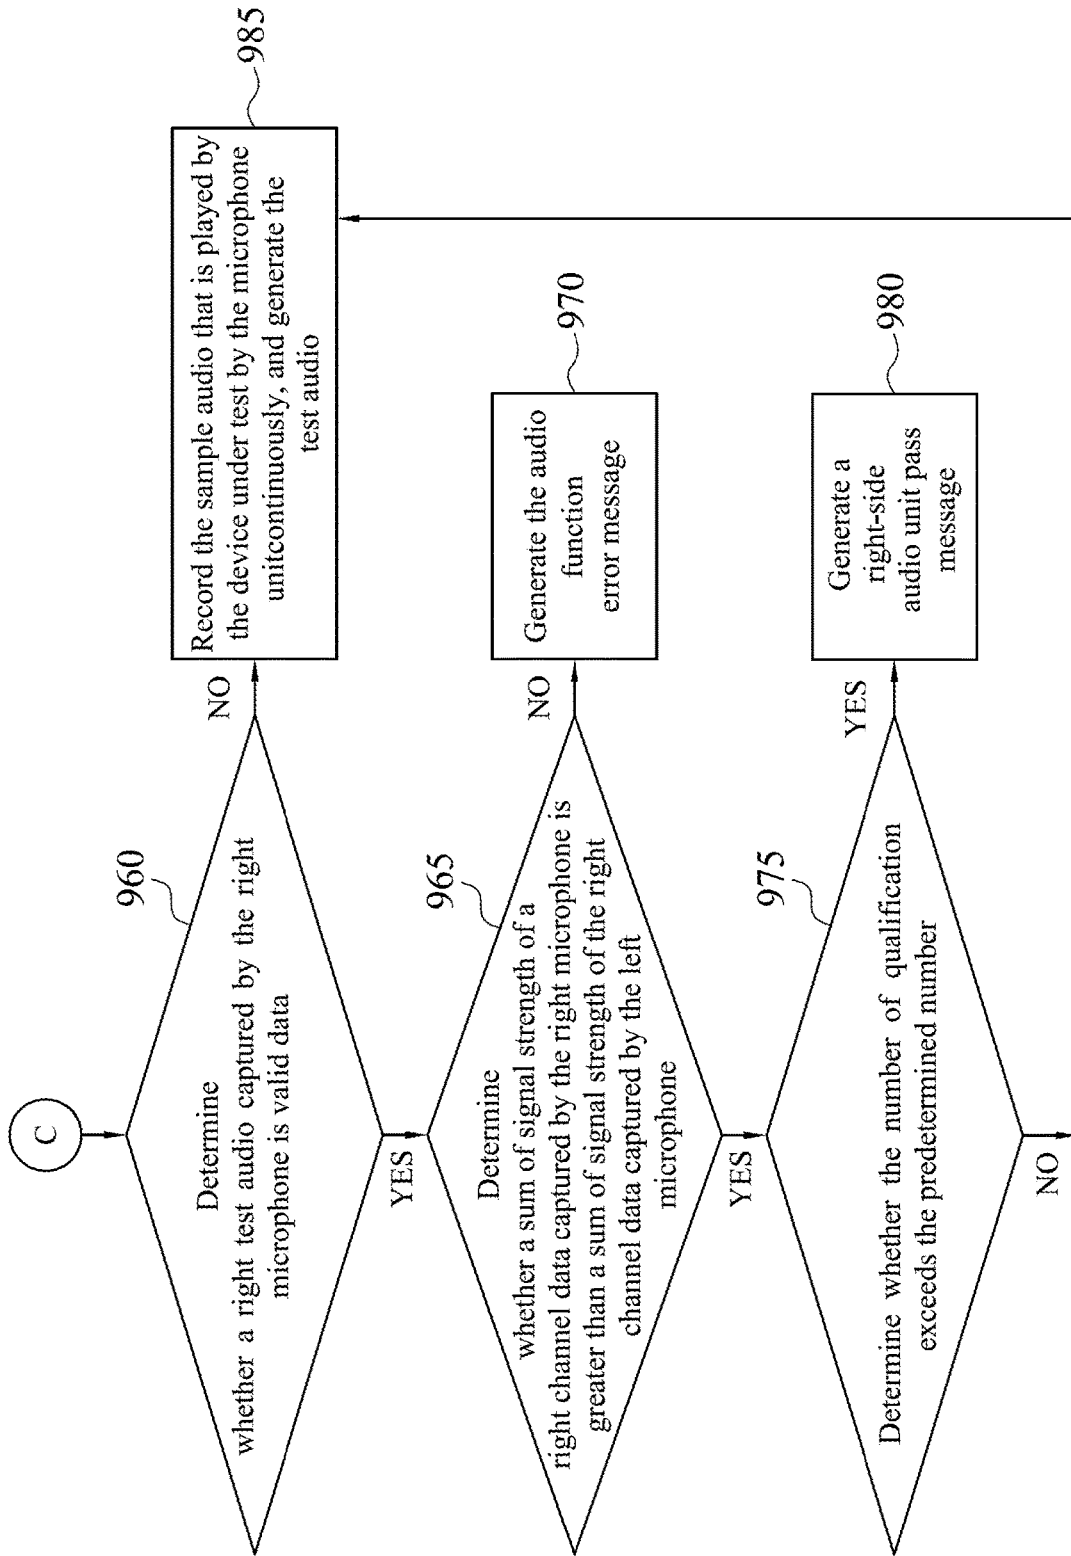 C
960
Determine
whether a right test audio captured by the right
microphone is valid data
NO
985
Record the sample audio that is played by
the device under test by the microphone
unitcontinuously, and generate the
test audio
YES
965
Determine
whether a sum of signal strength of a
right channel data captured by the right microphone is
greater than a sum of signal strength of the right
channel data captured by the left
microphone
NO
970
Generate the audio
function
error message
YES
975
Determine whether the number of qualification
exceeds the predetermined number
YES
980
Generate a
right-side
audio unit pass
message
NO